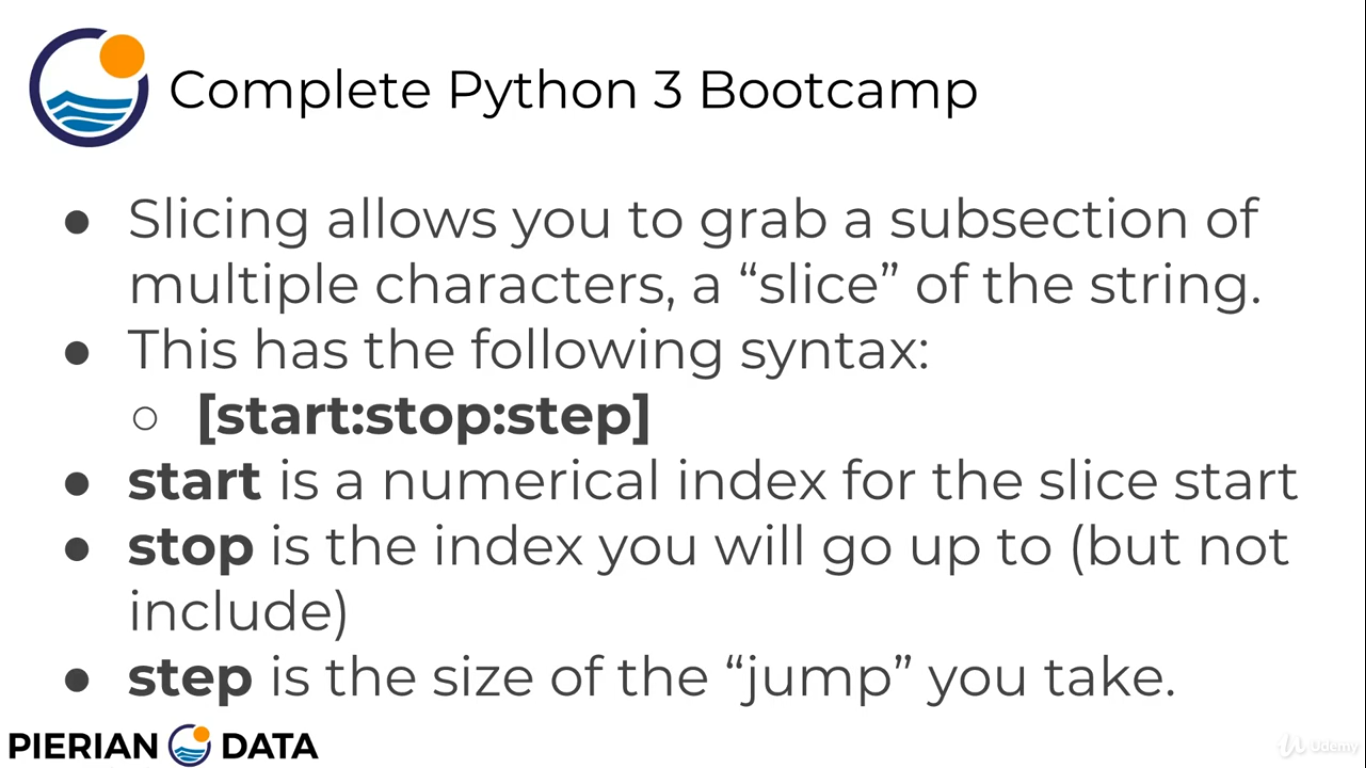 Complete Python 3 Bootcamp
● Slicing allows you to grab a subsection of
multiple characters, a “slice” of the string.
● This has the following syntax:
○ [start:stop:step]
● start is a numerical index for the slice start
● stop is the index you will go up to (but not
include)
● step is the size of the “jump” you take.
PIERIAN DATA
Udemy